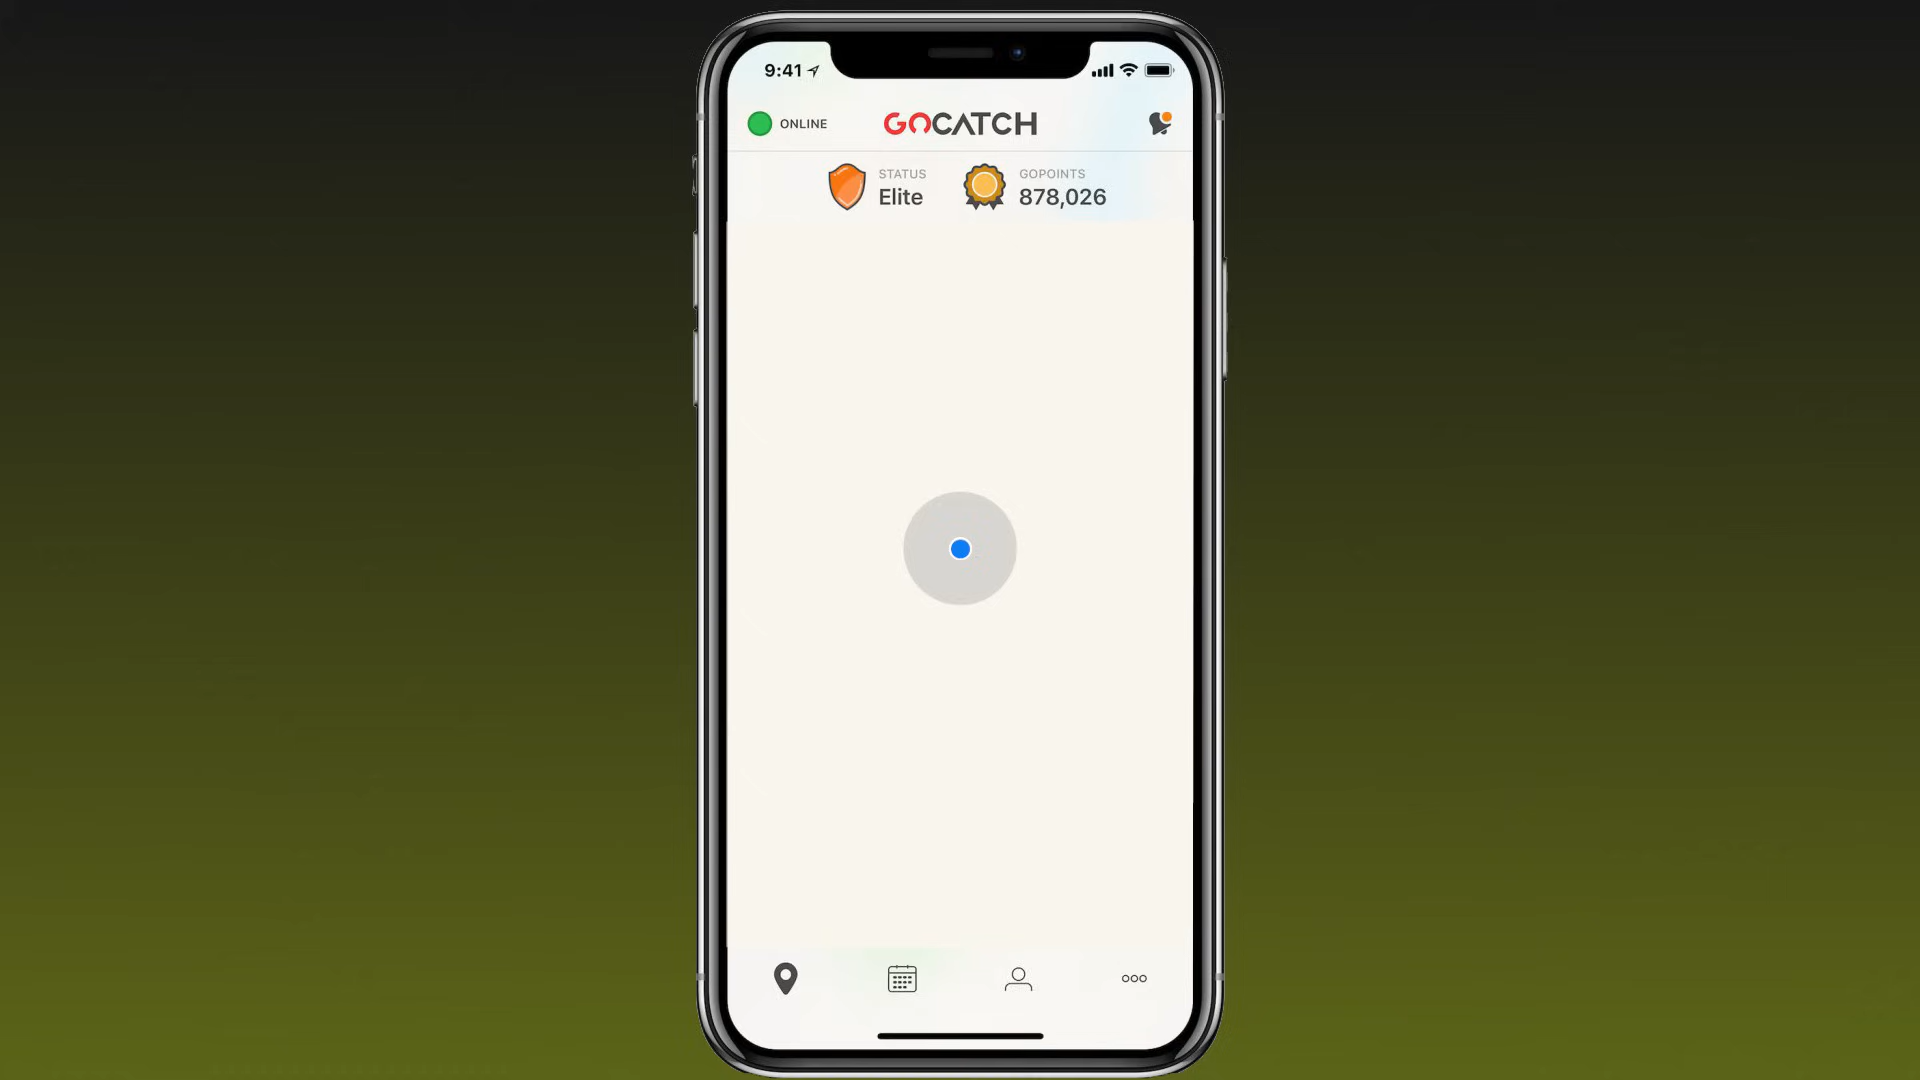 9:41
ONLINE
GOCATCH
STATUS
Elite
GOPOINTS
878,026